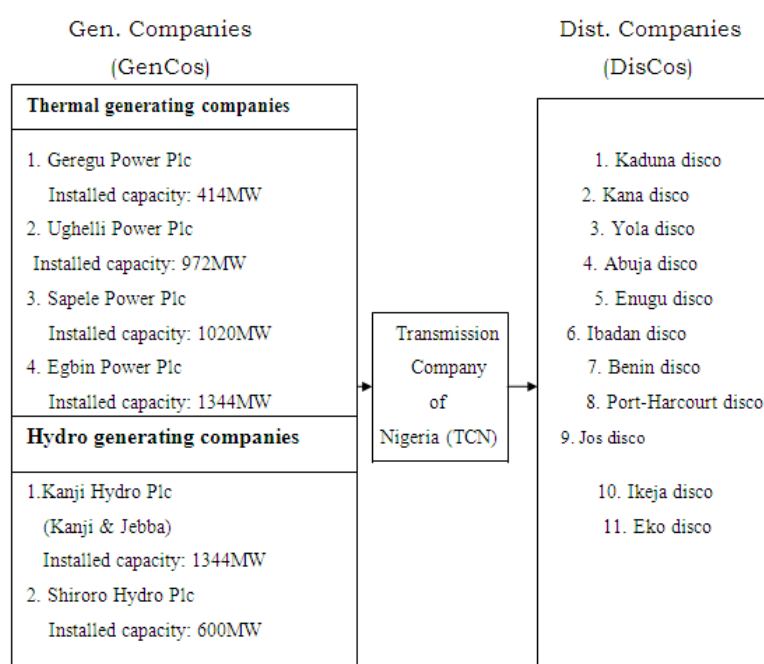 Gen. Companies
(GenCos)
Thermal generating companies
1. Geregu Power Plc
Installed capacity: 414MW
2. Ughelli Power Plc
Installed capacity: 972MW
3. Sapele Power Plc
Installed capacity: 1020MW
4. Egbin Power Plc
Installed capacity: 1344MW
Hydro generating companies
1.Kanji Hydro Plc
(Kanji & Jebba)
Installed capacity: 1344MW
2. Shiroro Hydro Plc
Installed capacity: 600MW
Transmission
Company
of
Nigeria (TCN)
Dist. Companies
(DisCos)
1. Kaduna disco
2. Kana disco
3. Yola disco
4. Abuja disco
5. Enugu disco
6. Ibadan disco
7. Benin disco
8. Port-Harcourt disco
9. Jos disco
10. Ikeja disco
11. Eko disco